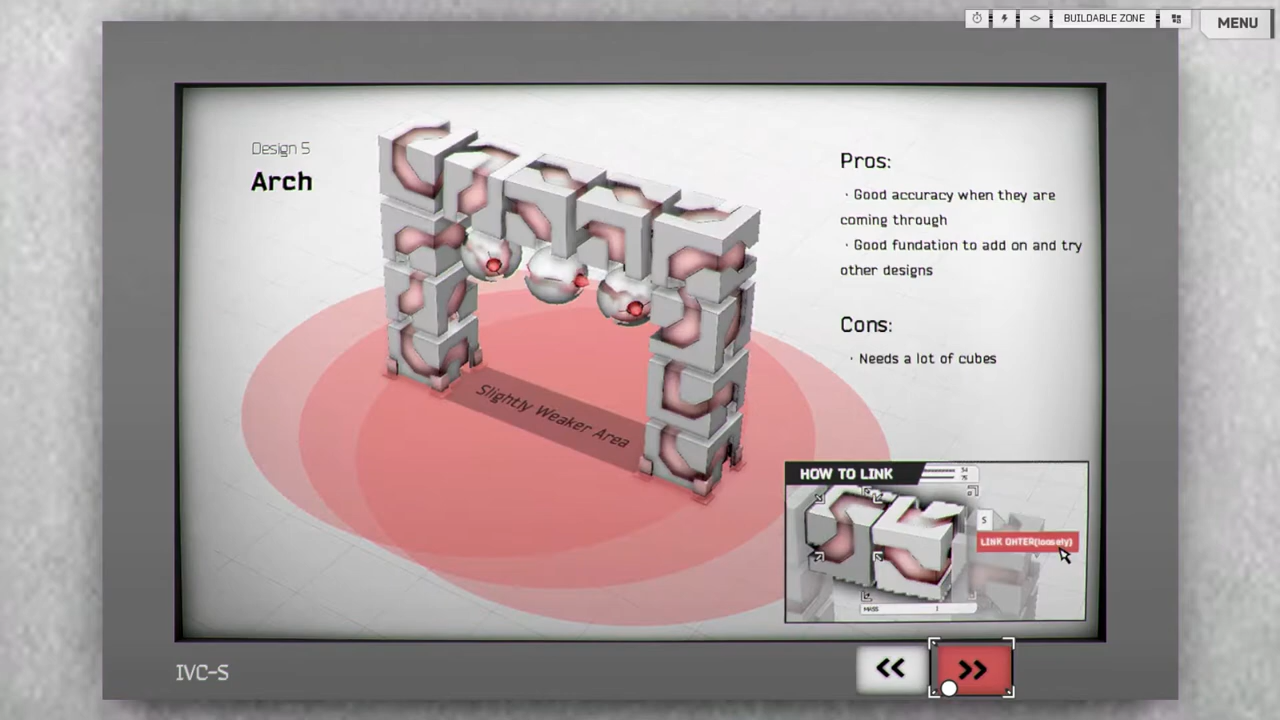 BUILDABLE ZONE
MENU
Design 5
Arch
Pros:
· Good accuracy when they are
coming through
· Good fundation to add on and try
other designs
Cons:
· Needs a lot of cubes
Slightly Weaker Area
HOW TO LINK
S
LINK OHTER(loosely)
MASS
IVC-S